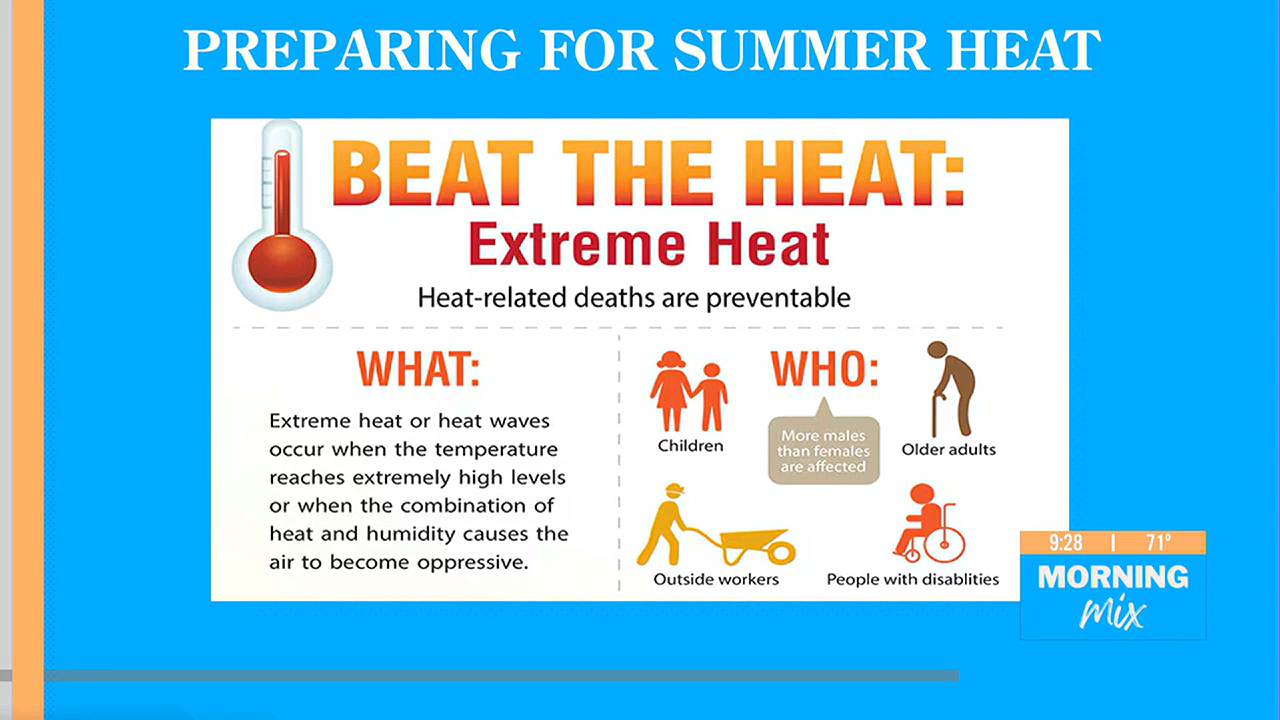 PREPARING FOR SUMMER HEAT
BEAT THE HEAT:
Extreme Heat
Heat-related deaths are preventable
WHAT:
Extreme heat or heat waves
occur when the temperature
reaches extremely high levels
or when the combination of
heat and humidity causes the
air to become oppressive.
WHO:
Children
More males
than females
are affected
Older adults
Outside workers
People with disablities
9:28 | 71°
MORNING
mix